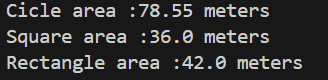 Cicle area :78.55 meters
Square area :36.0 meters
Rectangle area :42.0 meters